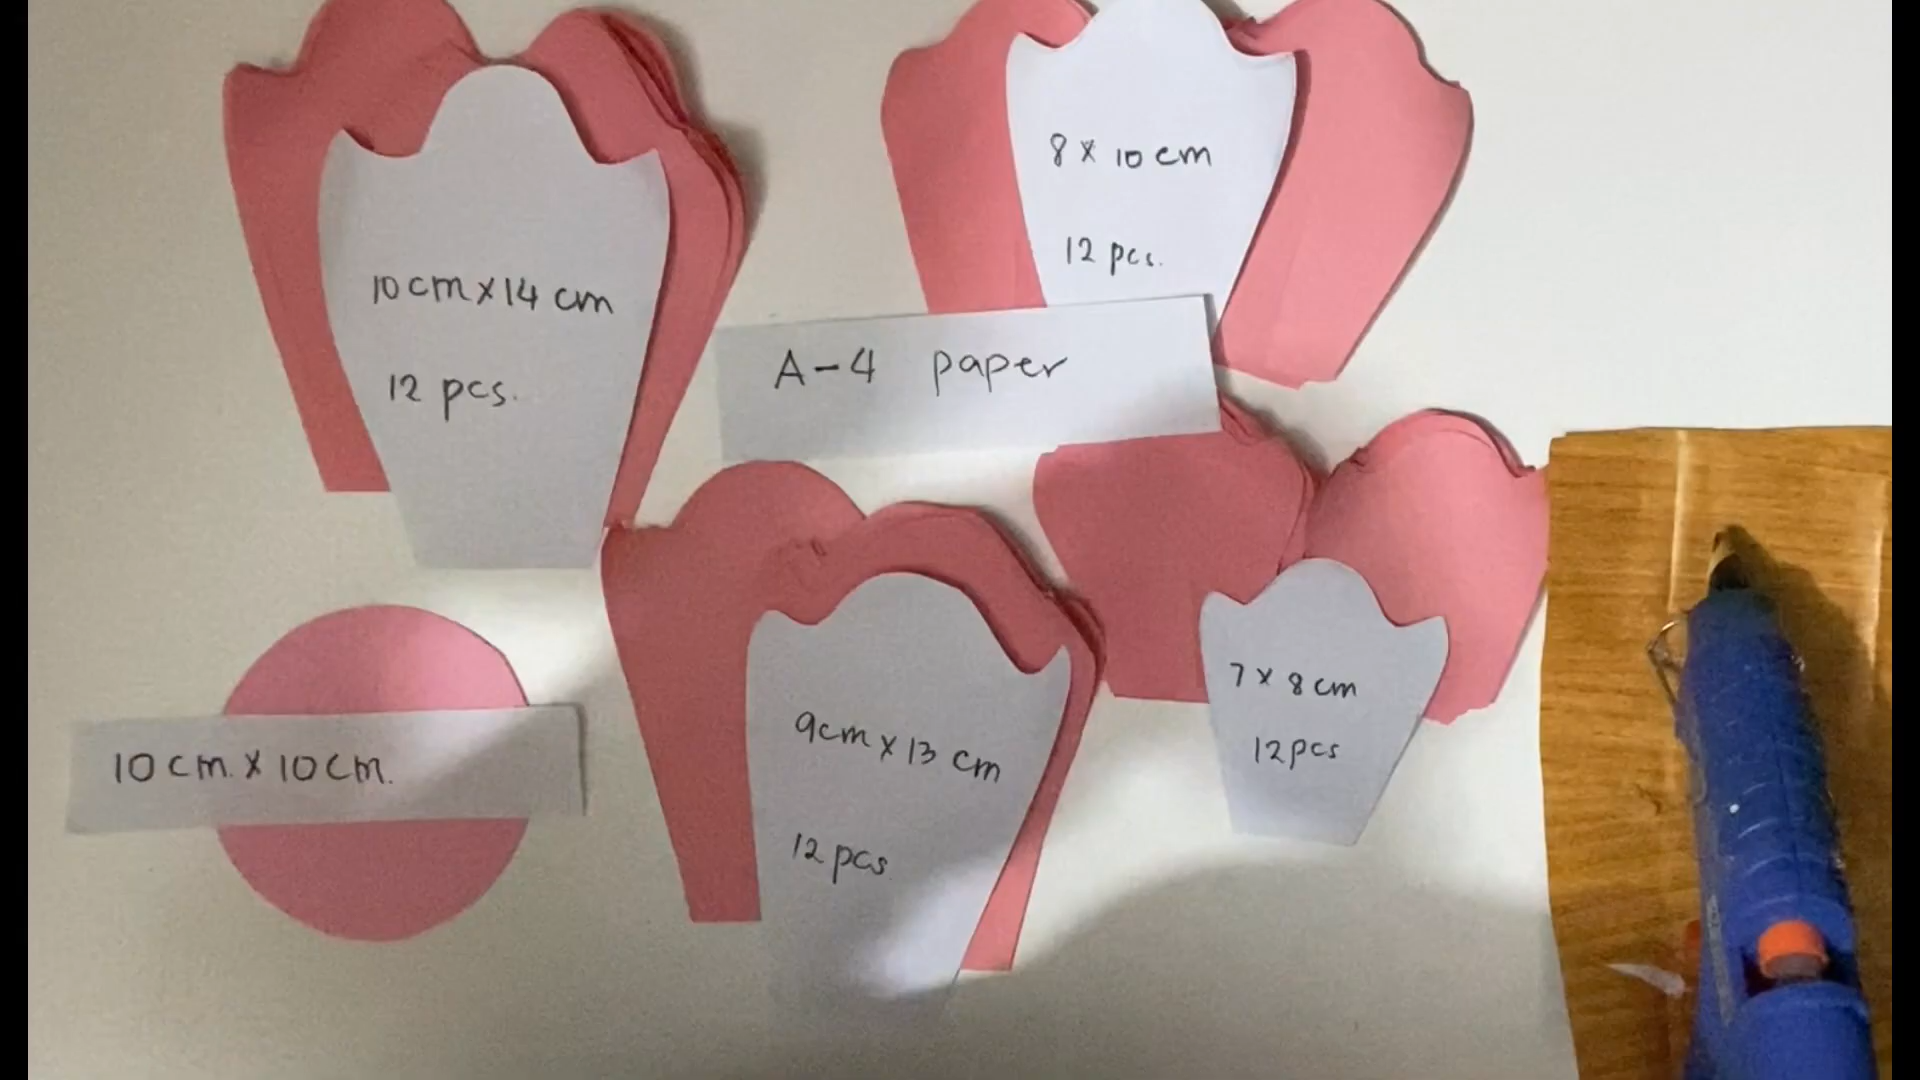 10cm x 14 cm
12 pcs.
8 x 10 cm
12 pcs.
A-4 paper
10 cm. x 10 cm.
9cm x 13 cm
12 pcs
7 x 8 cm
12pcs